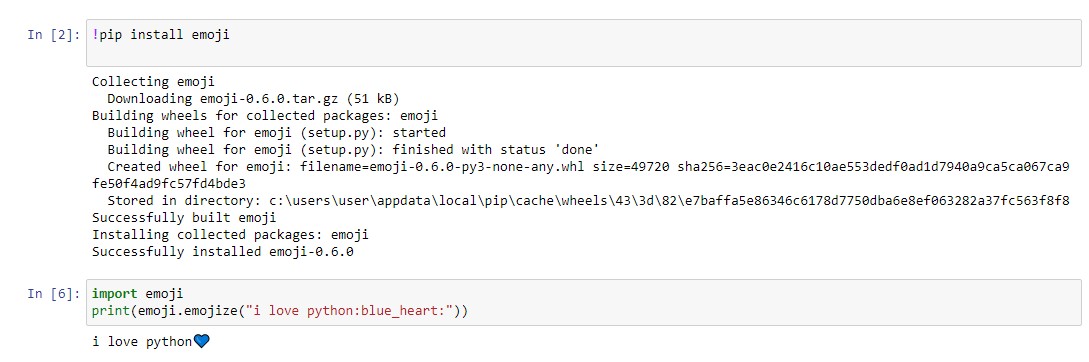 In [2]: !pip install emoji
Collecting emoji
  Downloading emoji-0.6.0.tar.gz (51 kB)
Building wheels for collected packages: emoji
  Building wheel for emoji (setup.py): started
  Building wheel for emoji (setup.py): finished with status 'done'
  Created wheel for emoji: filename=emoji-0.6.0-py3-none-any.whl size=49720 sha256=3eac0e2416c10ae553dedf0ad1d7940a9ca5ca067ca9
fe50f4ad9fc57fd4bde3
  Stored in directory: c:\users\user\appdata\local\pip\cache\wheels\43\3d\82\e7baffa5e86346c6178d7750dba6e8ef063282a37fc563f8f8
Successfully built emoji
Installing collected packages: emoji
Successfully installed emoji-0.6.0
In [6]: import emoji
print(emoji.emojize("i love python:blue_heart:"))
i love python💙